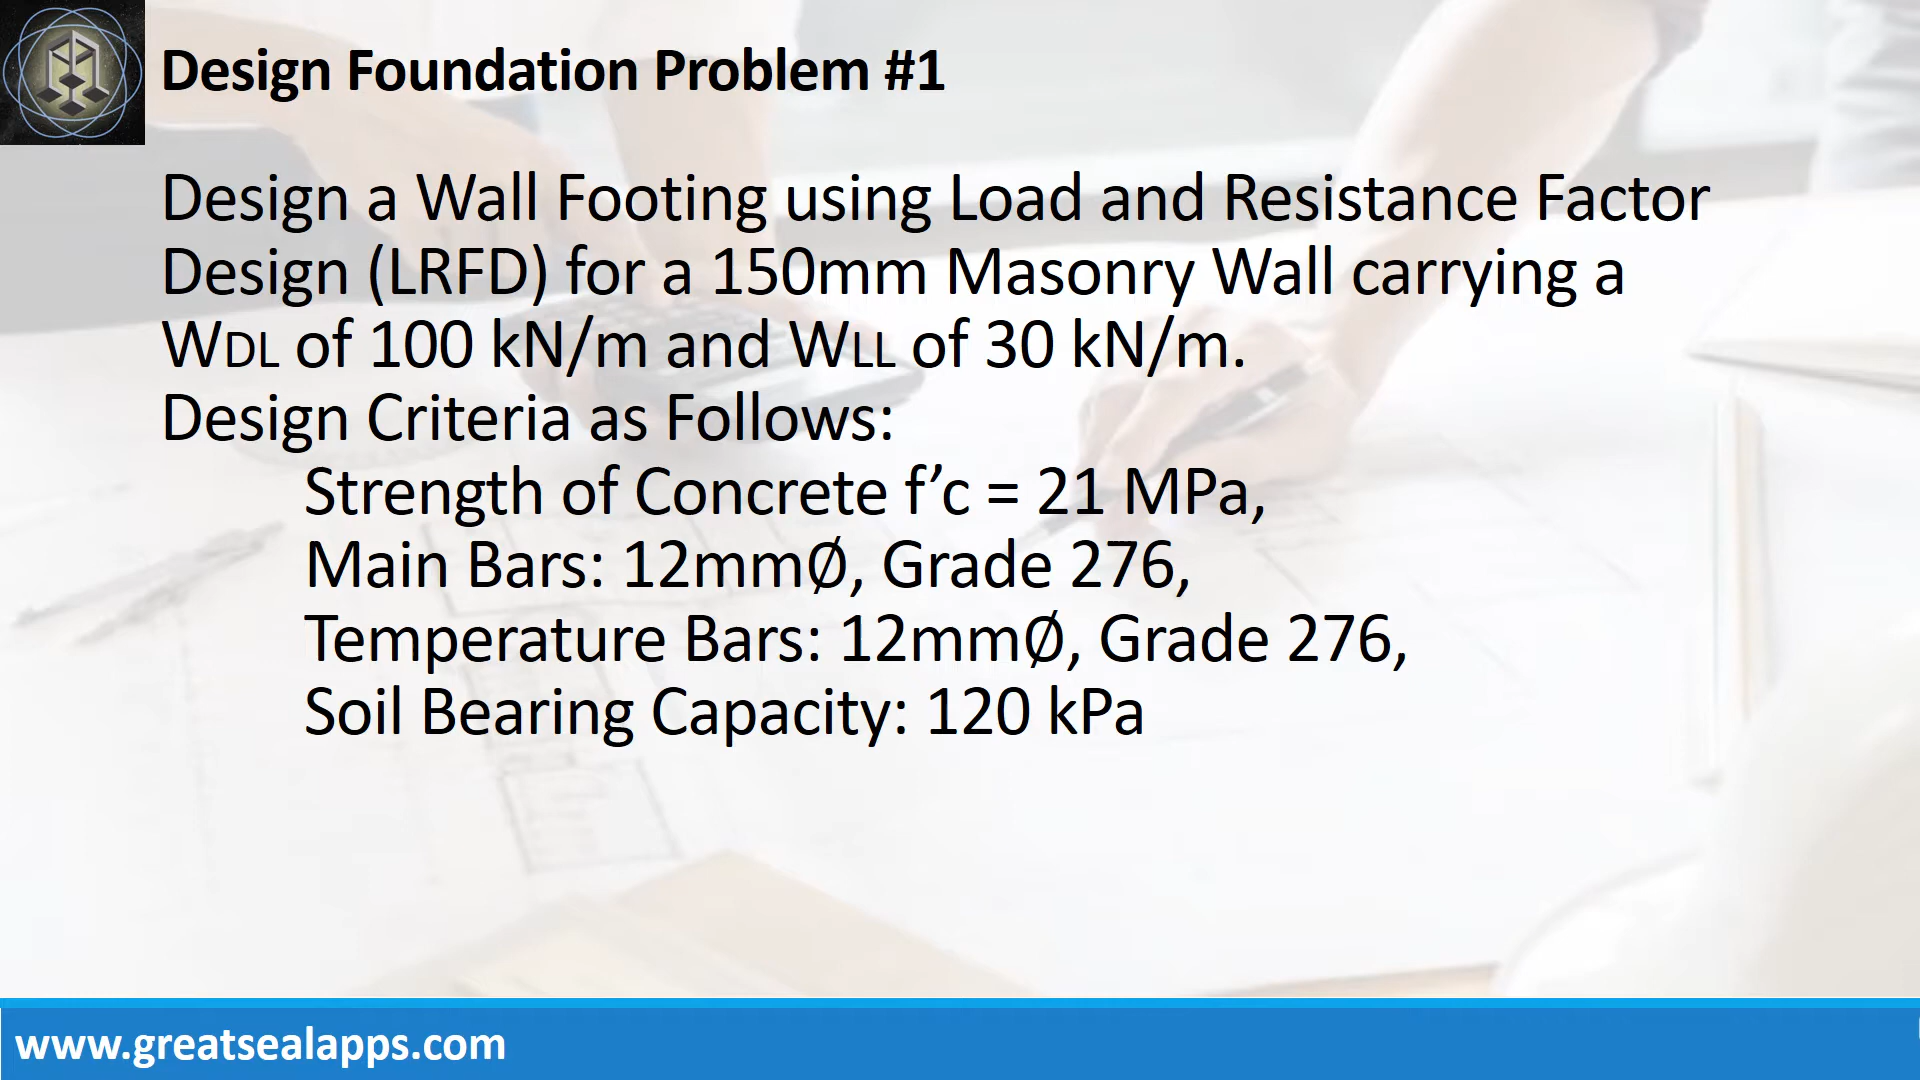 Design Foundation Problem #1
Design a Wall Footing using Load and Resistance Factor
Design (LRFD) for a 150mm Masonry Wall carrying a
WDL of 100 kN/m and WLL of 30 kN/m.
Design Criteria as Follows:
Strength of Concrete f’c = 21 MPa,
Main Bars: 12mm∅, Grade 276,
Temperature Bars: 12mm∅, Grade 276,
Soil Bearing Capacity: 120 kPa
www.greatsealapps.com